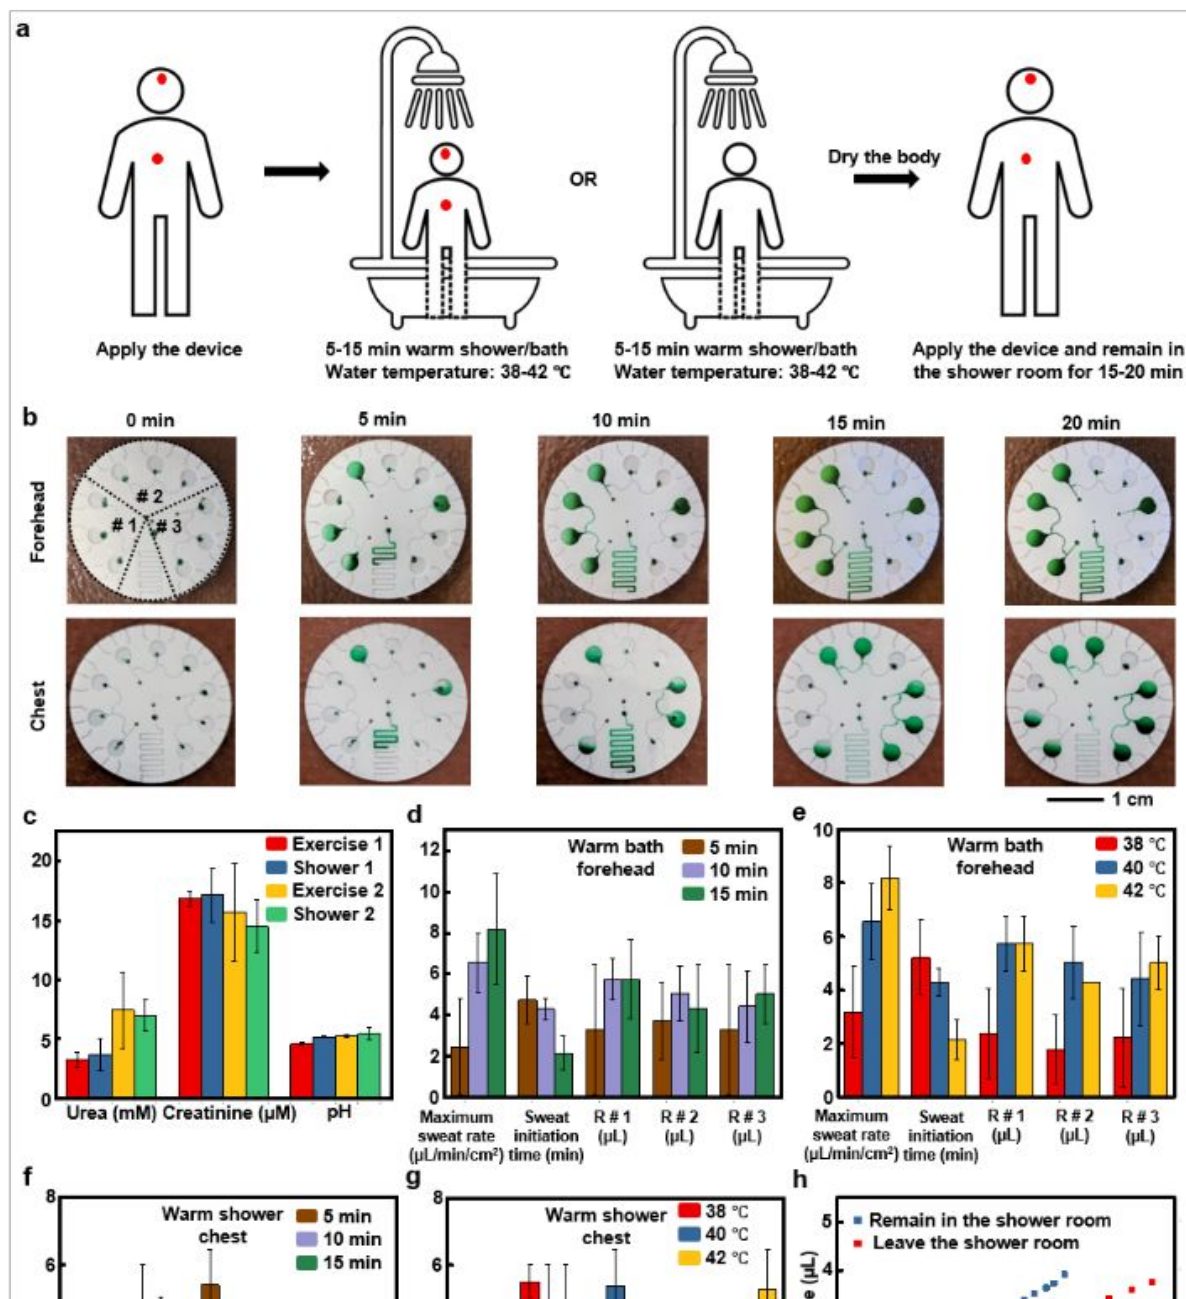 a
Dry the body
OR
Apply the device
5-15 min warm shower/bath
Water temperature: 38-42 ℃
5-15 min warm shower/bath
Water temperature: 38-42 ℃
Apply the device and remain in
the shower room for 15-20 min
b
0 min
5 min
10 min
15 min
20 min
Forehead
# 1
# 2
# 3
Chest
1 cm
c
20
15
10
5
0
Exercise 1
Shower 1
Exercise 2
Shower 2
Urea (mM)
Creatinine (µM)
pH
d
12
10
8
6
4
2
0
Warm bath
forehead
5 min
10 min
15 min
Maximum
sweat rate
(µL/min/cm²)
Sweat
initiation
time (min)
R # 1
(µL)
R # 2
(µL)
R # 3
(µL)
e
10
8
6
4
2
0
Warm bath
forehead
38 ℃
40 ℃
42 ℃
Maximum
sweat rate
(µL/min/cm²)
Sweat
initiation
time (min)
R # 1
(µL)
R # 2
(µL)
R # 3
(µL)
f
8
6
Warm shower
chest
5 min
10 min
15 min
g
8
6
Warm shower
chest
38 ℃
40 ℃
42 ℃
h
5
4
Remain in the shower room
Leave the shower room
(µL)